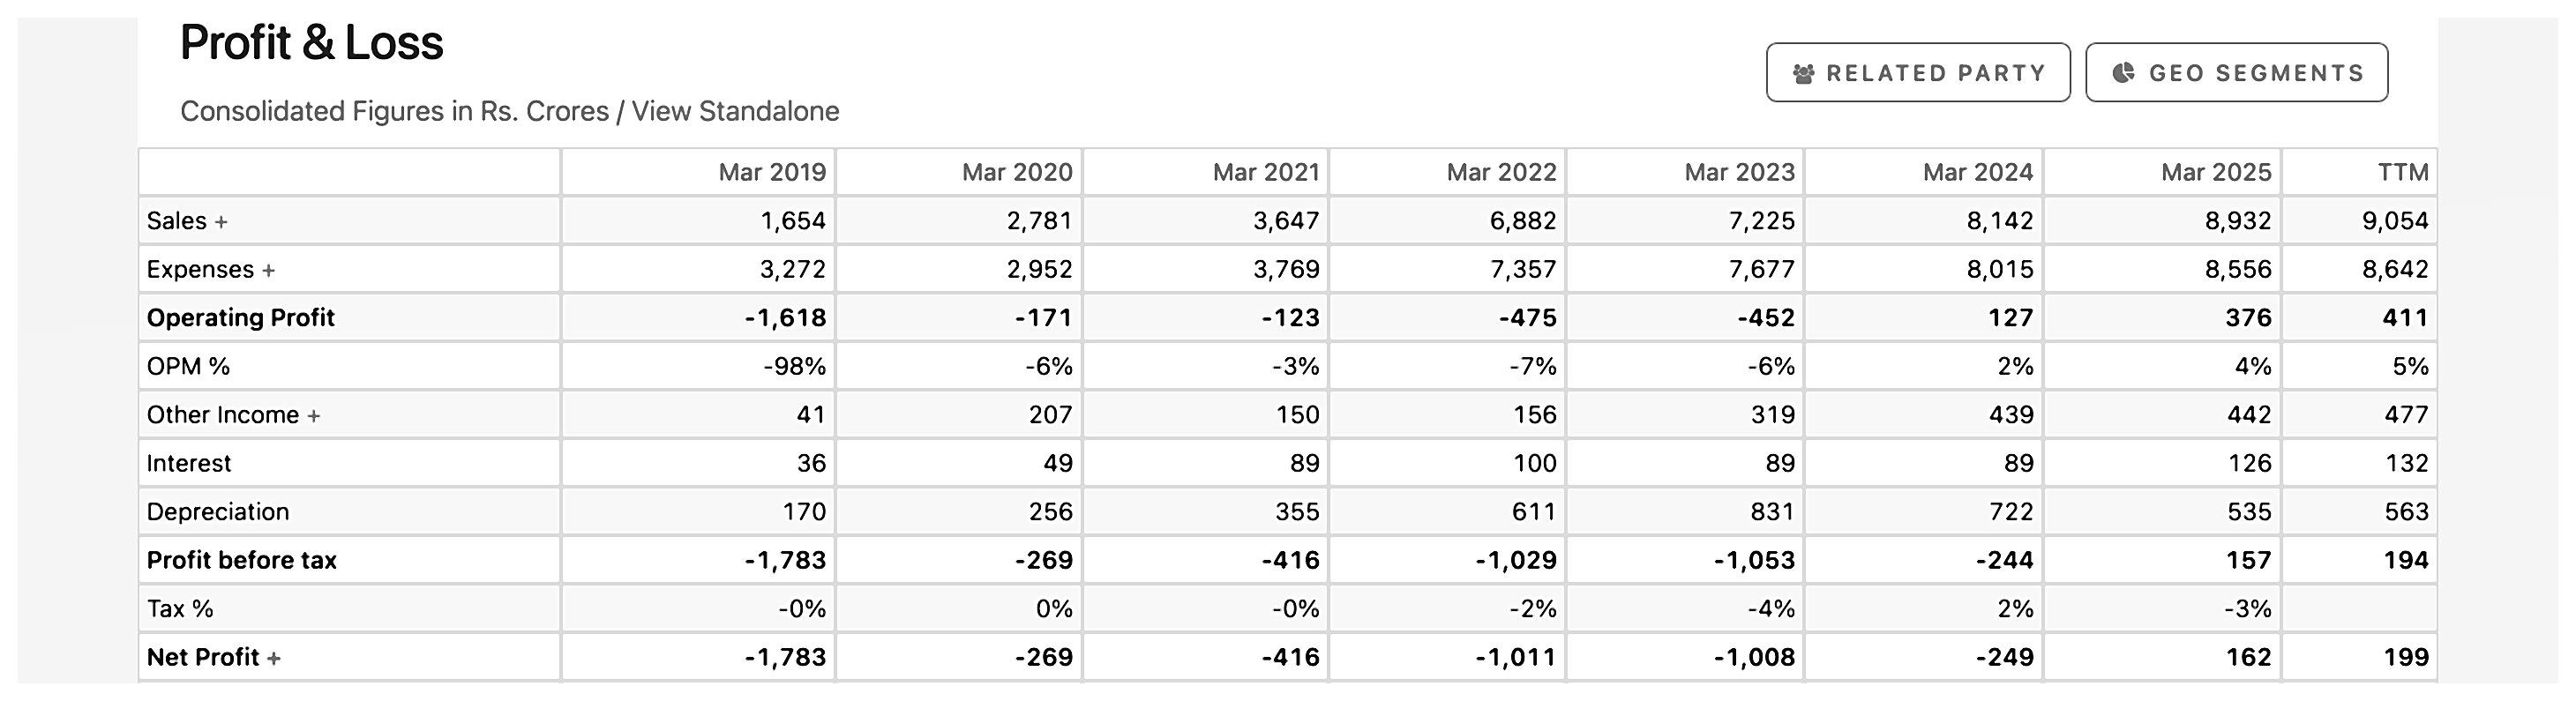 Profit & Loss
RELATED PARTY GEO SEGMENTS
Consolidated Figures in Rs. Crores / View Standalone
Mar 2019 Mar 2020 Mar 2021 Mar 2022 Mar 2023 Mar 2024 Mar 2025 TTM
Sales + 1,654 2,781 3,647 6,882 7,225 8,142 8,932 9,054
Expenses + 3,272 2,952 3,769 7,357 7,677 8,015 8,556 8,642
Operating Profit -1,618 -171 -123 -475 -452 127 376 411
OPM % -98% -6% -3% -7% -6% 2% 4% 5%
Other Income + 41 207 150 156 319 439 442 477
Interest 36 49 89 100 89 89 126 132
Depreciation 170 256 355 611 831 722 535 563
Profit before tax -1,783 -269 -416 -1,029 -1,053 -244 157 194
Tax % -0% 0% -0% -2% -4% 2% -3%
Net Profit + -1,783 -269 -416 -1,011 -1,008 -249 162 199